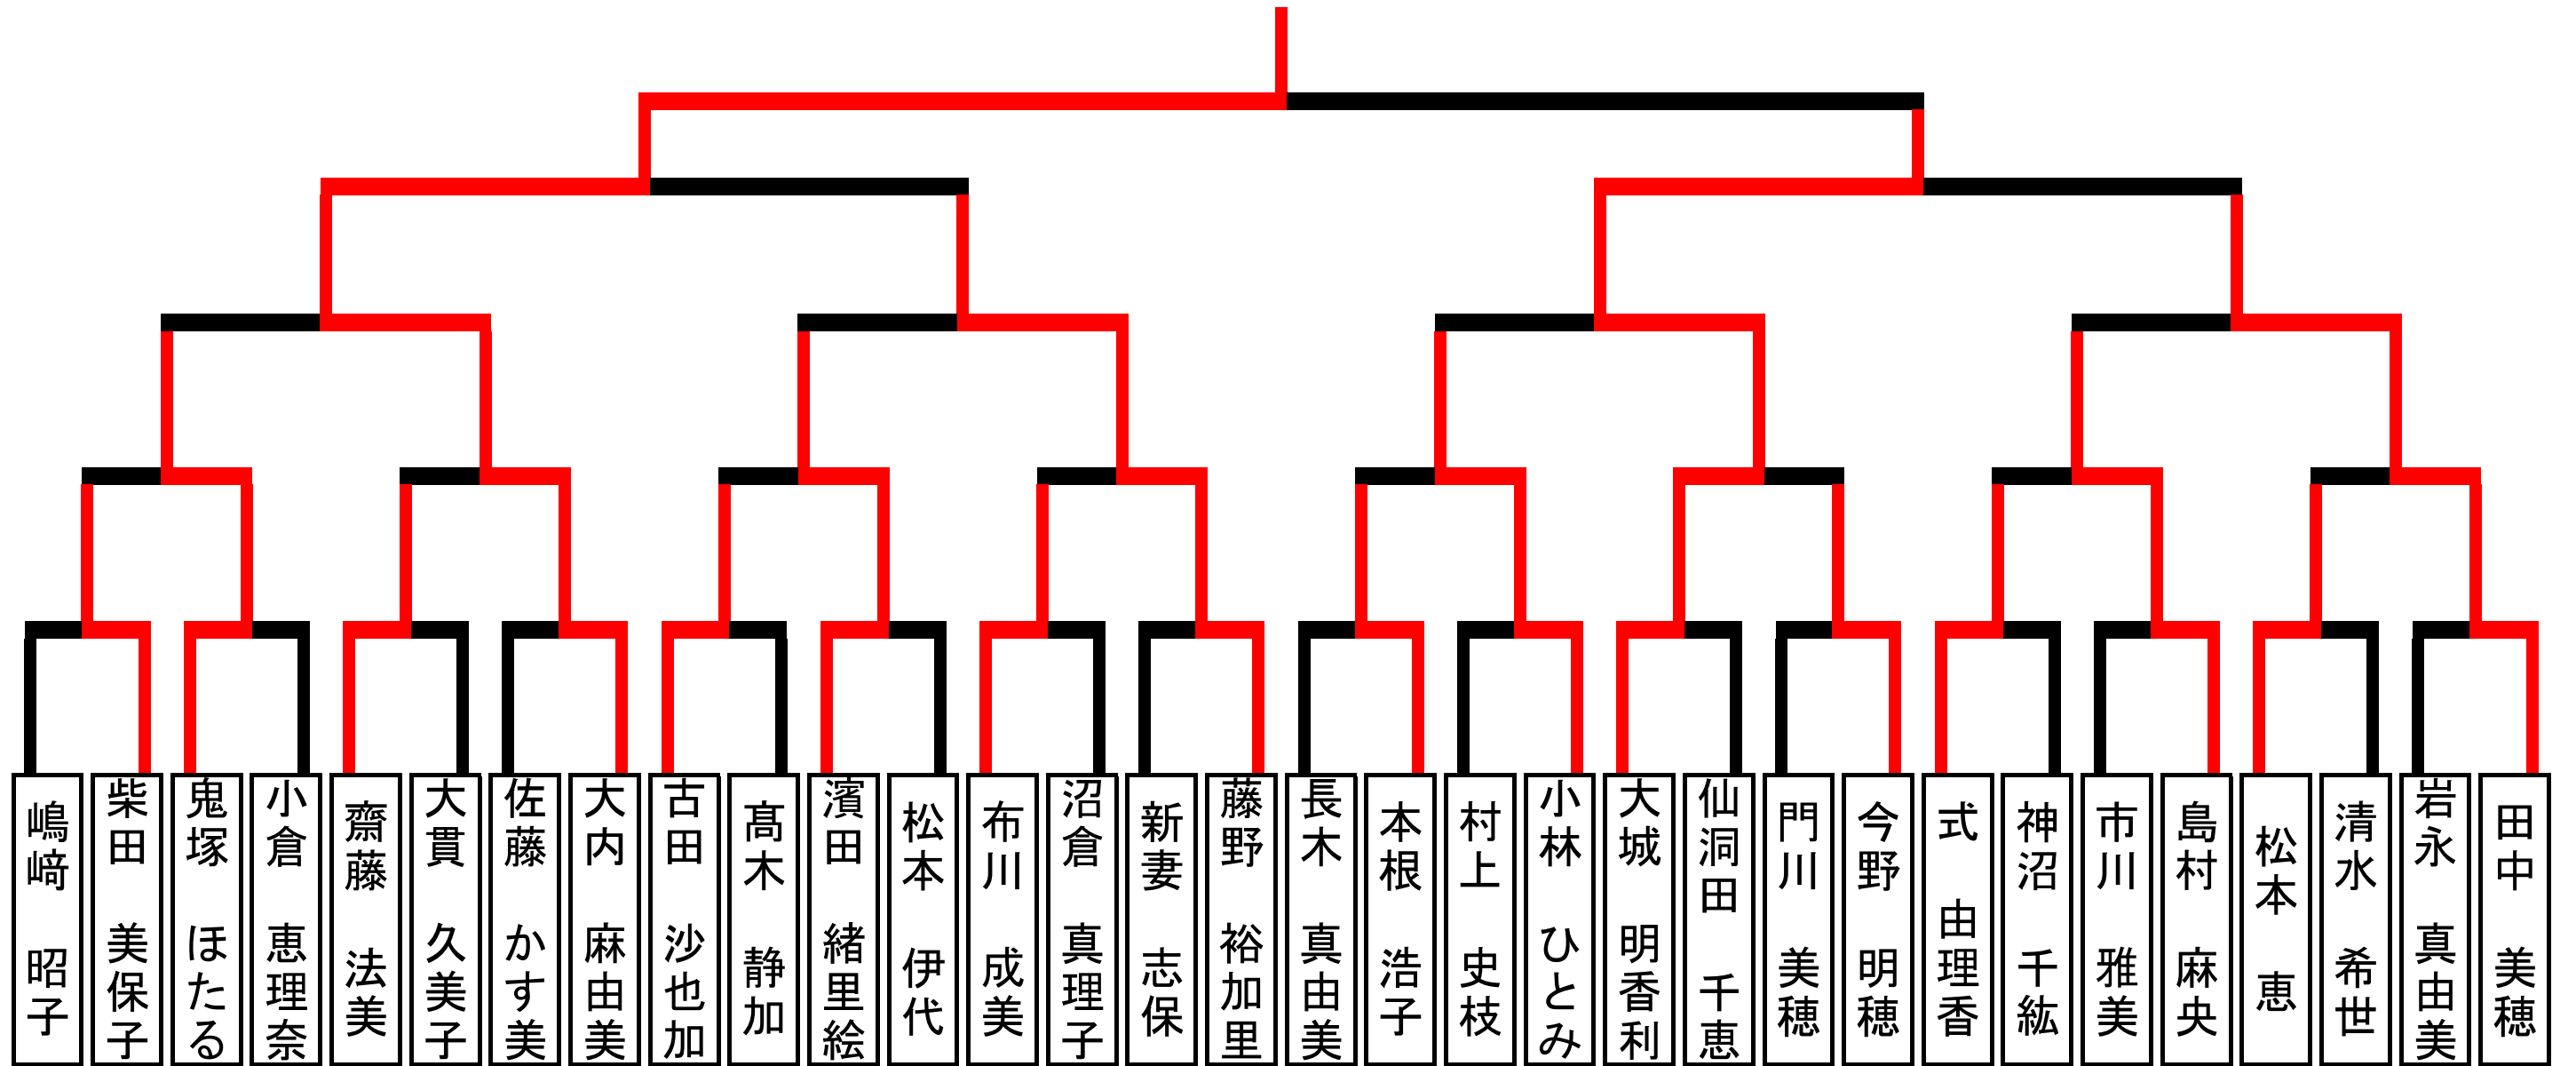 嶋﨑　昭子
柴田　美保子
鬼塚　ほたる
小倉　恵理奈
齋藤　法美
大貫　久美子
佐藤　かす美
大内　麻由美
古田　沙也加
髙木　静加
濱田　緒里絵
松本　伊代
布川　成美
沼倉　真理子
新妻　志保
藤野　裕加里
長木　真由美
本根　浩子
村上　史枝
小林　ひとみ
大城　明香利
仙洞田　千恵
門川　美穂
今野　明穂
式　由理香
神沼　千紘
市川　雅美
島村　麻央
松本　恵
清水　希世
岩永　真由美
田中　美穂